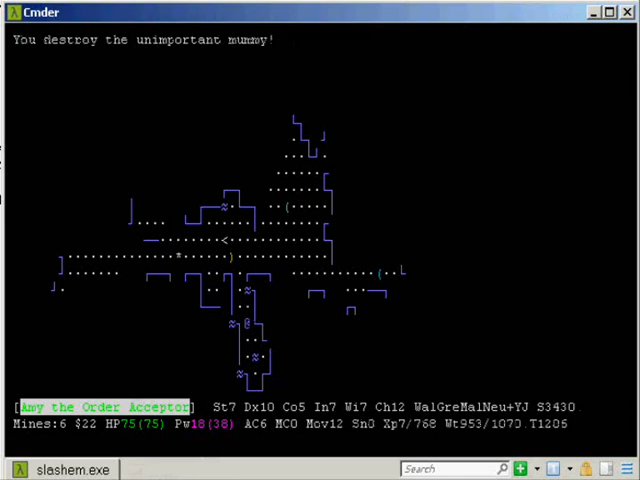 Cmder
You destroy the unimportant mummy!
[Amy the Order Acceptor] St7 Dx10 Co5 In7 Wi7 Ch12 WalGreMalNeu+YJ S3430
Mines:6 $22 HP75(75) Pw18(38) AC6 MC0 Mov12 Sn0 Xp7/768 Wt953/1070 T1206
slashem.exe
Search